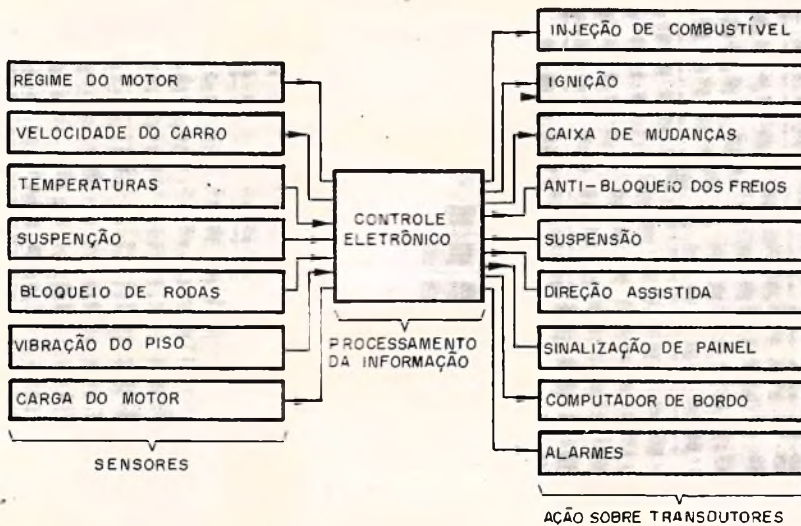 REGIME DO MOTOR
VELOCIDADE DO CARRO
TEMPERATURAS
SUSPENÇÃO
BLOQUEIO DE RODAS
VIBRAÇÃO DO PISO
CARGA DO MOTOR
SENSORES
CONTROLE
ELETRÔNICO
PROCESSAMENTO
DA INFORMAÇÃO
INJEÇÃO DE COMBUSTÍVEL
IGNIÇÃO
CAIXA DE MUDANÇAS
ANTI-BLOQUEIO DOS FREIOS
SUSPENSÃO
DIREÇÃO ASSISTIDA
SINALIZAÇÃO DE PAINEL
COMPUTADOR DE BORDO
ALARMES
AÇÃO SOBRE TRANSDUTORES